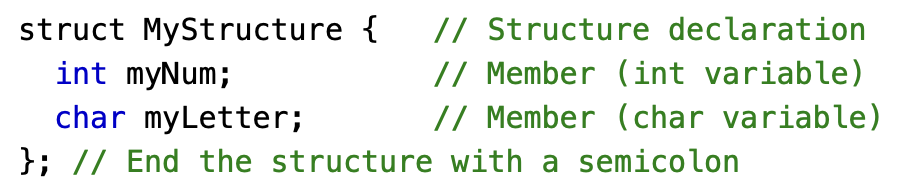 struct MyStructure {   // Structure declaration
  int myNum;           // Member (int variable)
  char myLetter;       // Member (char variable)
}; // End the structure with a semicolon